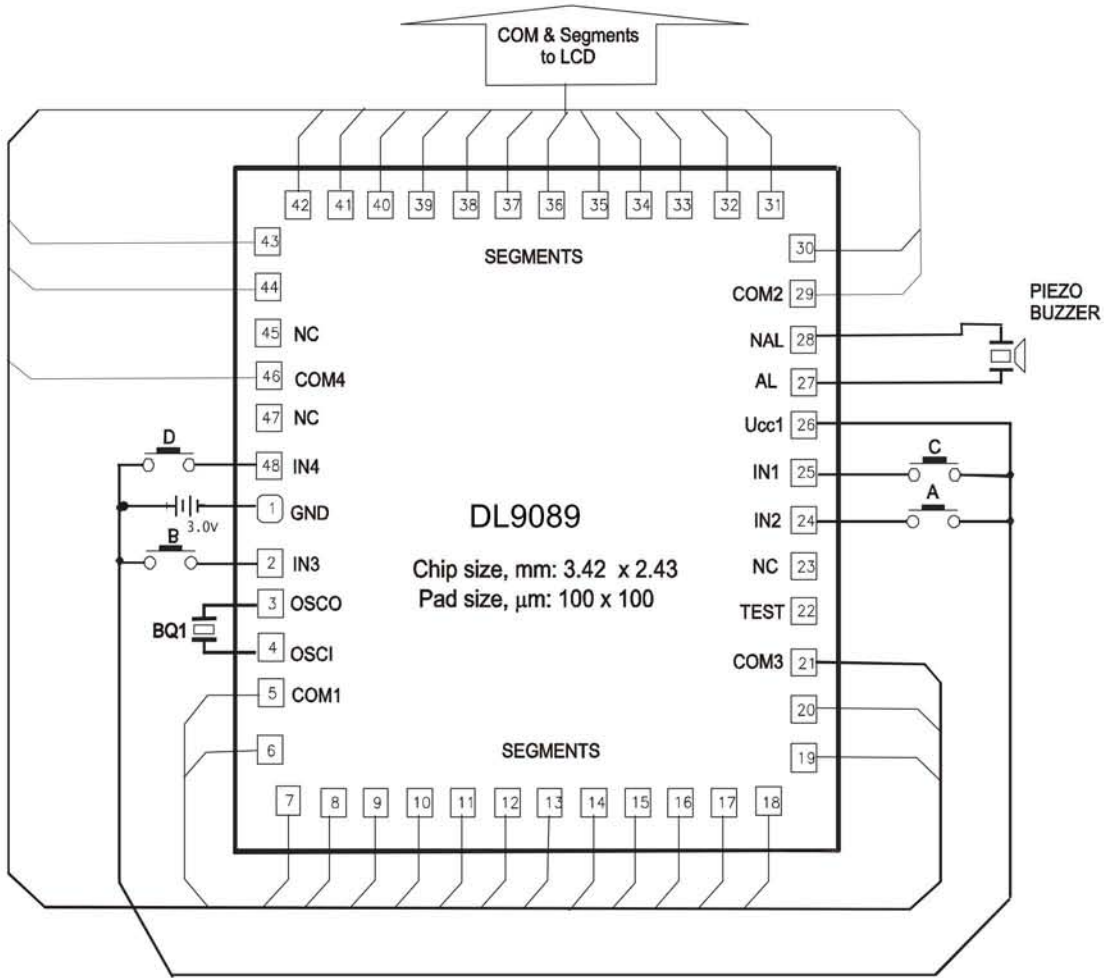 COM & Segments
to LCD
42 41 40 39 38 37 36 35 34 33 32 31
43
SEGMENTS
30
44
COM2 29
PIEZO
BUZZER
45 NC
NAL 28
46 COM4
AL 27
47 NC
Ucc1 26
D
48 IN4
IN1 25
C
1 GND
3.0v
DL9089
IN2 24
A
B
2 IN3
Chip size, mm: 3.42 x 2.43
NC 23
3 OSCO
Pad size, μm: 100 x 100
TEST 22
BQ1
4 OSCI
COM3 21
5 COM1
20
6
SEGMENTS
19
7 8 9 10 11 12 13 14 15 16 17 18